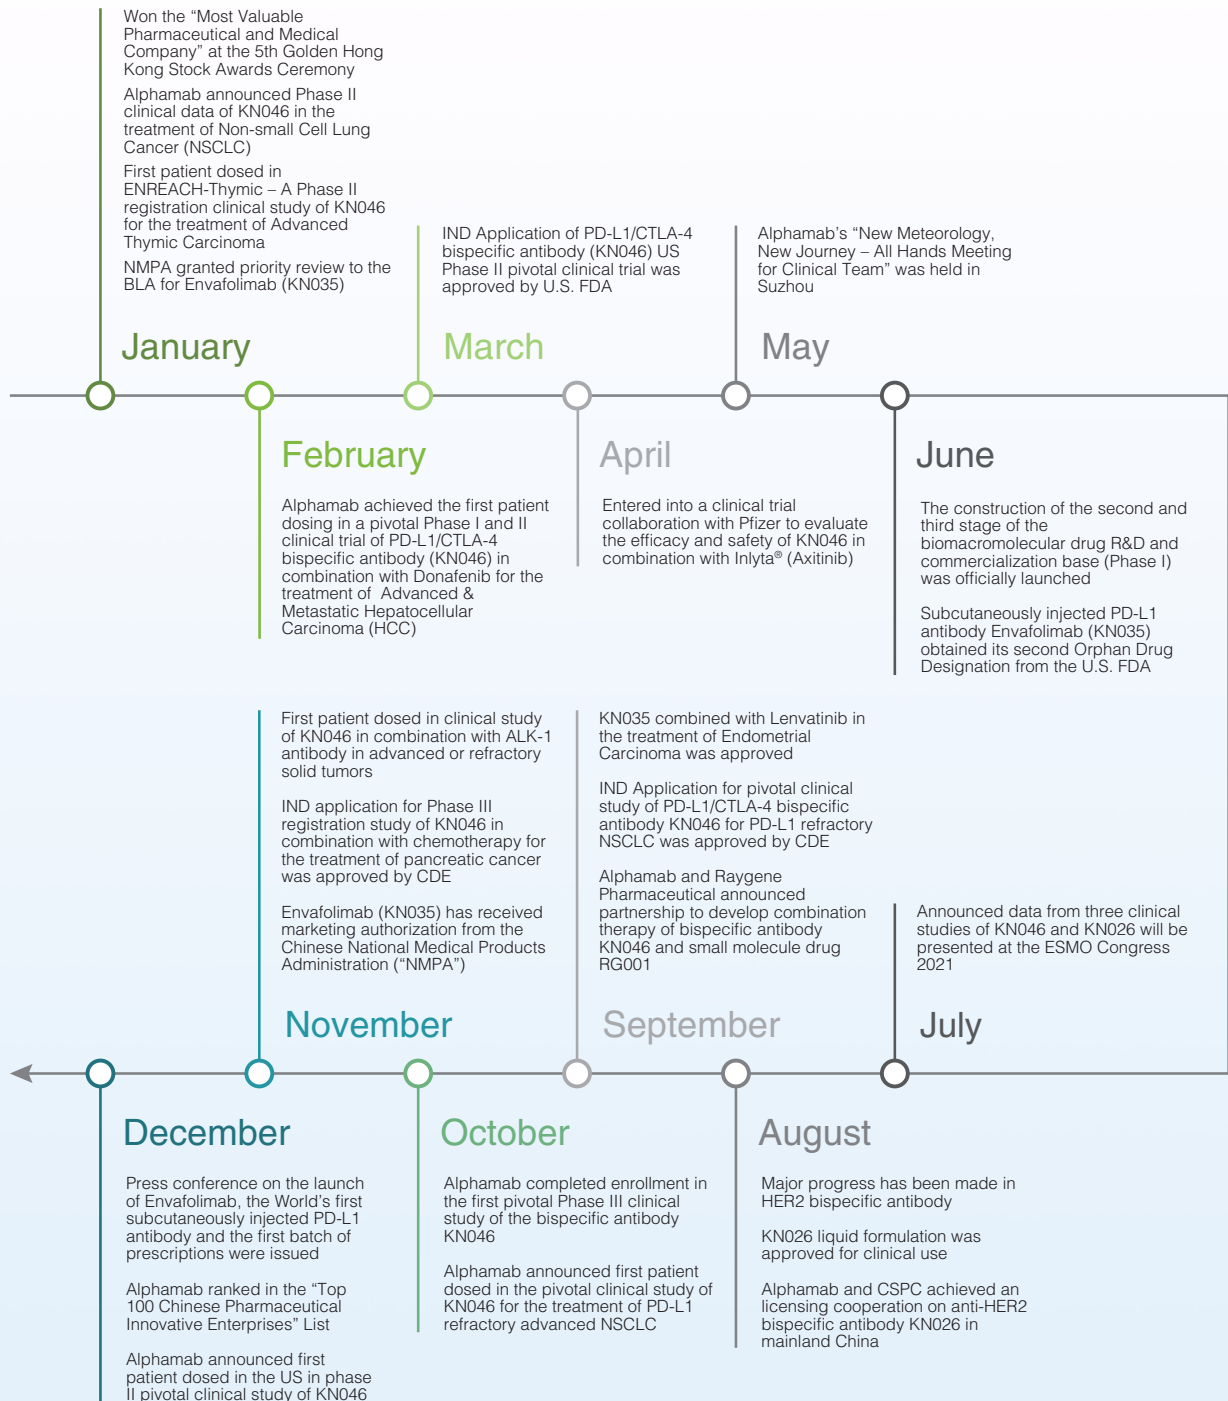 Won the “Most Valuable
Pharmaceutical and Medical
Company” at the 5th Golden Hong
Kong Stock Awards Ceremony
Alphamab announced Phase II
clinical data of KN046 in the
treatment of Non-small Cell Lung
Cancer (NSCLC)
First patient dosed in
ENREACH-Thymic – A Phase II
registration clinical study of KN046
for the treatment of Advanced
Thymic Carcinoma
NMPA granted priority review to the
BLA for Envafolimab (KN035)
January
February
Alphamab achieved the first patient
dosing in a pivotal Phase I and II
clinical trial of PD-L1/CTLA-4
bispecific antibody (KN046) in
combination with Donafenib for the
treatment of Advanced &
Metastatic Hepatocellular
Carcinoma (HCC)
IND Application of PD-L1/CTLA-4
bispecific antibody (KN046) US
Phase II pivotal clinical trial was
approved by U.S. FDA
March
April
Entered into a clinical trial
collaboration with Pfizer to evaluate
the efficacy and safety of KN046 in
combination with Inlyta® (Axitinib)
Alphamab’s “New Meteorology,
New Journey – All Hands Meeting
for Clinical Team” was held in
Suzhou
May
June
The construction of the second and
third stage of the
biomacromolecular drug R&D and
commercialization base (Phase I)
was officially launched
Subcutaneously injected PD-L1
antibody Envafolimab (KN035)
obtained its second Orphan Drug
Designation from the U.S. FDA
Announced data from three clinical
studies of KN046 and KN026 will be
presented at the ESMO Congress
2021
July
August
Major progress has been made in
HER2 bispecific antibody
KN026 liquid formulation was
approved for clinical use
Alphamab and CSPC achieved an
licensing cooperation on anti-HER2
bispecific antibody KN026 in
mainland China
KN035 combined with Lenvatinib in
the treatment of Endometrial
Carcinoma was approved
IND Application for pivotal clinical
study of PD-L1/CTLA-4 bispecific
antibody KN046 for PD-L1 refractory
NSCLC was approved by CDE
Alphamab and Raygene
Pharmaceutical announced
partnership to develop combination
therapy of bispecific antibody
KN046 and small molecule drug
RG001
September
October
Alphamab completed enrollment in
the first pivotal Phase III clinical
study of the bispecific antibody
KN046
Alphamab announced first patient
dosed in the pivotal clinical study of
KN046 for the treatment of PD-L1
refractory advanced NSCLC
First patient dosed in clinical study
of KN046 in combination with ALK-1
antibody in advanced or refractory
solid tumors
IND application for Phase III
registration study of KN046 in
combination with chemotherapy for
the treatment of pancreatic cancer
was approved by CDE
Envafolimab (KN035) has received
marketing authorization from the
Chinese National Medical Products
Administration (“NMPA”)
November
December
Press conference on the launch
of Envafolimab, the World’s first
subcutaneously injected PD-L1
antibody and the first batch of
prescriptions were issued
Alphamab ranked in the “Top
100 Chinese Pharmaceutical
Innovative Enterprises” List
Alphamab announced first
patient dosed in the US in phase
II pivotal clinical study of KN046